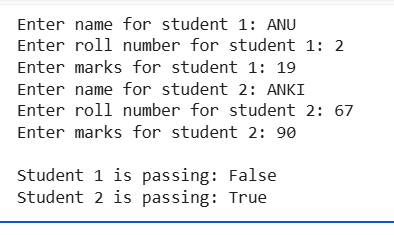 Enter name for student 1: ANU
Enter roll number for student 1: 2
Enter marks for student 1: 19
Enter name for student 2: ANKI
Enter roll number for student 2: 67
Enter marks for student 2: 90
Student 1 is passing: False
Student 2 is passing: True